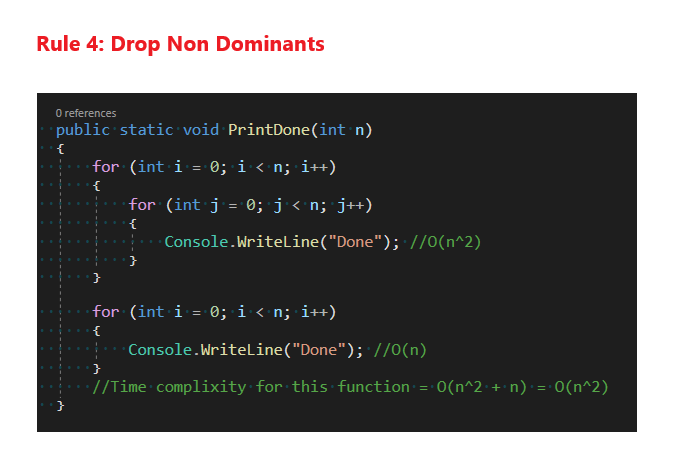 Rule 4: Drop Non Dominants
0 references
public static void PrintDone(int n)
{
for (int i = 0; i < n; i++)
{
for (int j = 0; j < n; j++)
{
Console.WriteLine("Done"); //O(n^2)
}
}
for (int i = 0; i < n; i++)
{
Console.WriteLine("Done"); //O(n)
}
//Time complixity for this function = O(n^2 + n) = O(n^2)
}